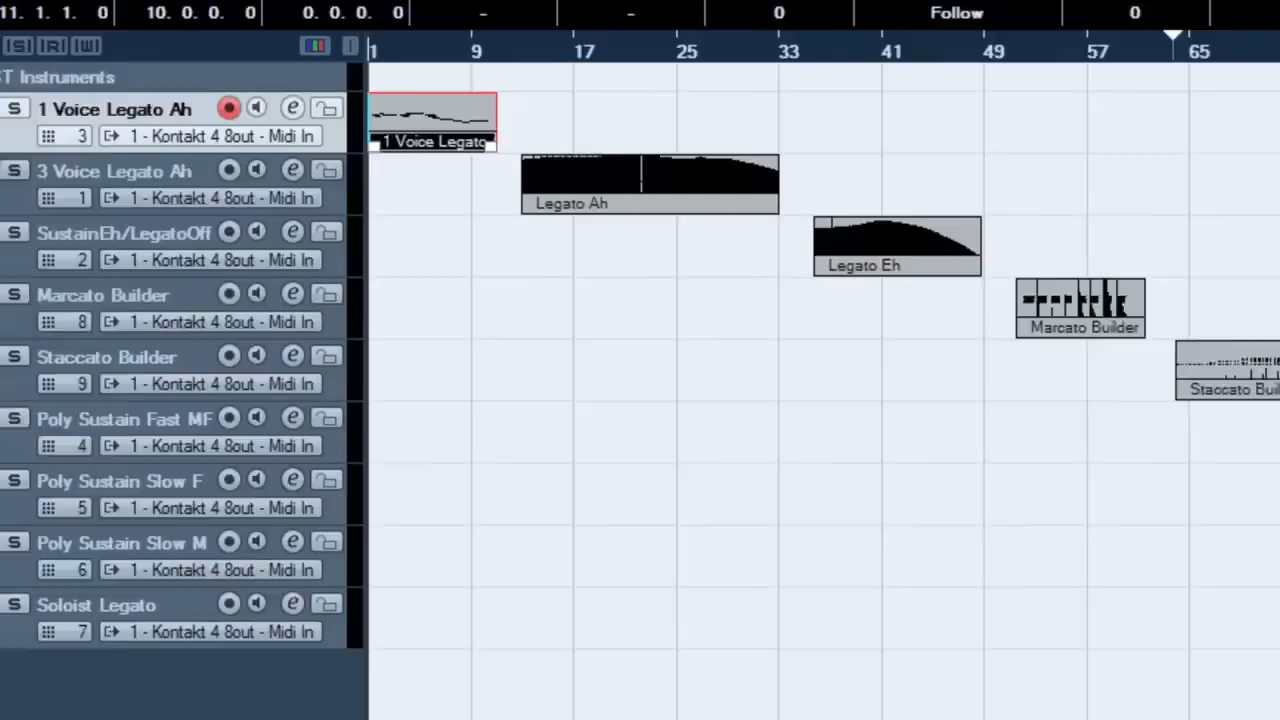 11. 1. 1. 0 10. 0. 0. 0 0. 0. 0. 0 - - 0 Follow 0
[S] [R] [W]
1 9 17 25 33 41 49 57 65
T Instruments
S 1 Voice Legato Ah e
3 1 - Kontakt 4 8out - Midi In
1 Voice Legato
S 3 Voice Legato Ah e
1 1 - Kontakt 4 8out - Midi In
Legato Ah
S SustainEh/LegatoOff e
2 1 - Kontakt 4 8out - Midi In
Legato Eh
S Marcato Builder e
8 1 - Kontakt 4 8out - Midi In
Marcato Builder
S Staccato Builder e
9 1 - Kontakt 4 8out - Midi In
Staccato Buil
S Poly Sustain Fast MF e
4 1 - Kontakt 4 8out - Midi In
S Poly Sustain Slow F e
5 1 - Kontakt 4 8out - Midi In
S Poly Sustain Slow M e
6 1 - Kontakt 4 8out - Midi In
S Soloist Legato e
7 1 - Kontakt 4 8out - Midi In